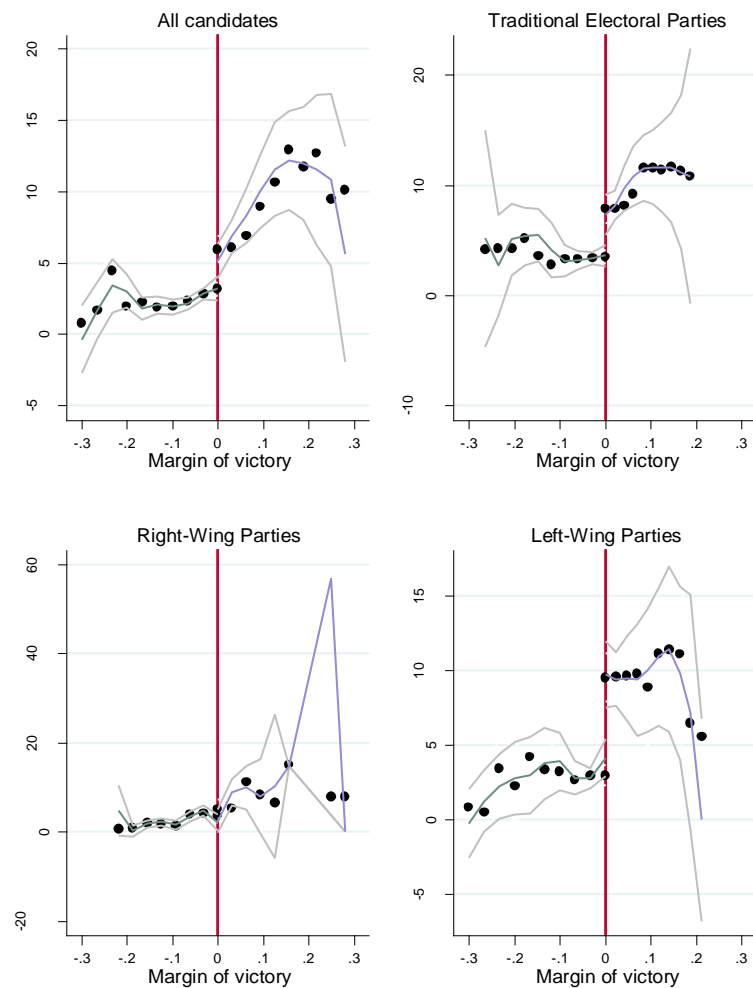 All candidates
20
15
10
5
0
-5
-.3 -.2 -.1 0 .1 .2 .3
Margin of victory
Traditional Electoral Parties
20
10
0
-10
-.3 -.2 -.1 0 .1 .2 .3
Margin of victory
Right-Wing Parties
60
40
20
0
-20
-.3 -.2 -.1 0 .1 .2 .3
Margin of victory
Left-Wing Parties
15
10
5
0
-5
-.3 -.2 -.1 0 .1 .2 .3
Margin of victory